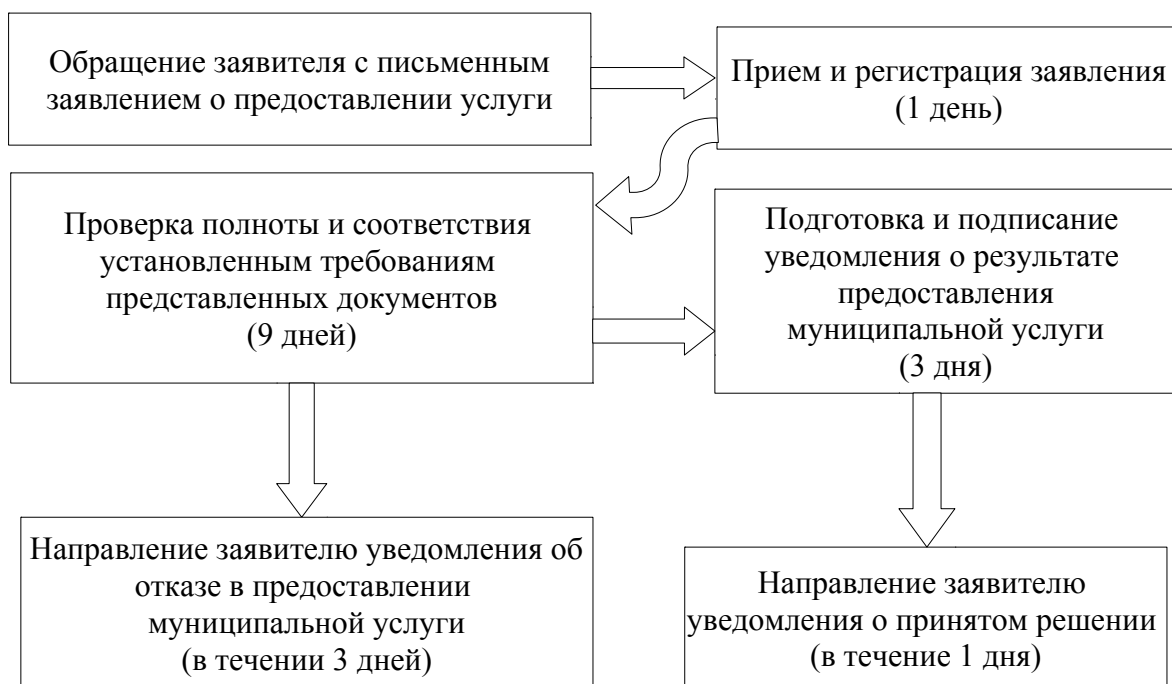 Обращение заявителя с письменным
заявлением о предоставлении услуги
Прием и регистрация заявления
(1 день)
Проверка полноты и соответствия
установленным требованиям
представленных документов
(9 дней)
Подготовка и подписание
уведомления о результате
предоставления
муниципальной услуги
(3 дня)
Направление заявителю уведомления об
отказе в предоставлении
муниципальной услуги
(в течении 3 дней)
Направление заявителю
уведомления о принятом решении
(в течение 1 дня)